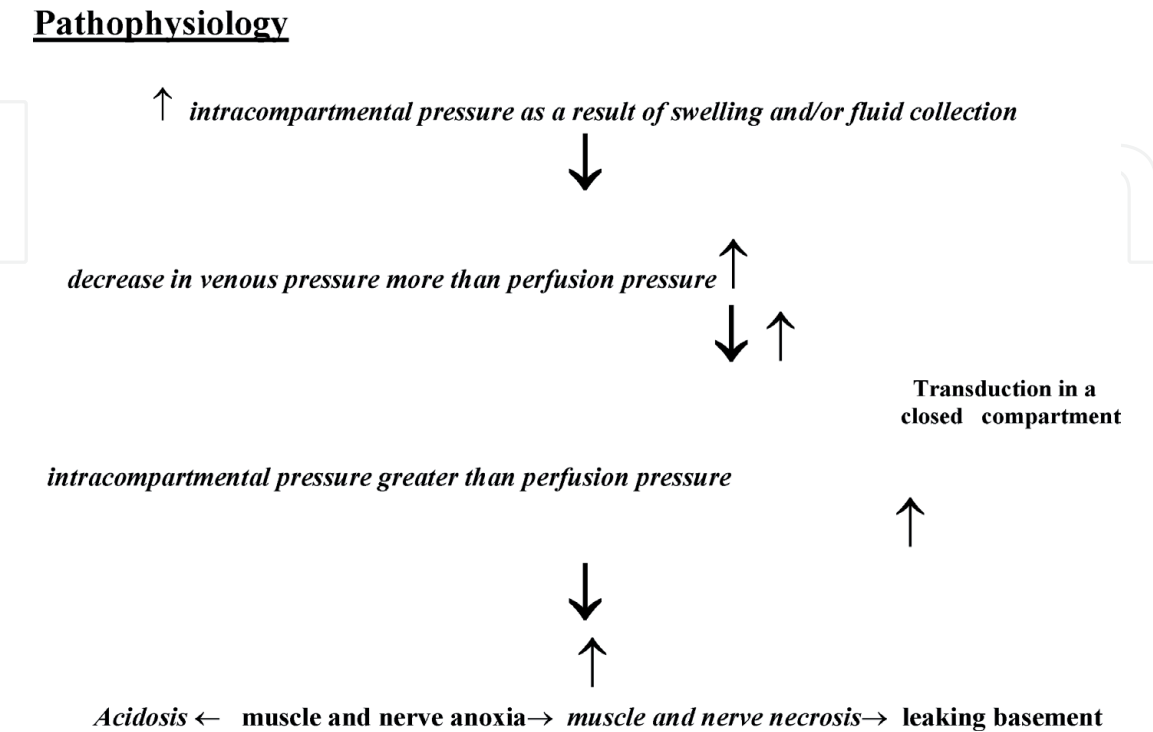 Pathophysiology
↑ intracompartmental pressure as a result of swelling and/or fluid collection
↓
decrease in venous pressure more than perfusion pressure ↑
↓ ↑
Transduction in a
closed compartment
intracompartmental pressure greater than perfusion pressure
↑
↓
↑
Acidosis ← muscle and nerve anoxia→ muscle and nerve necrosis→ leaking basement